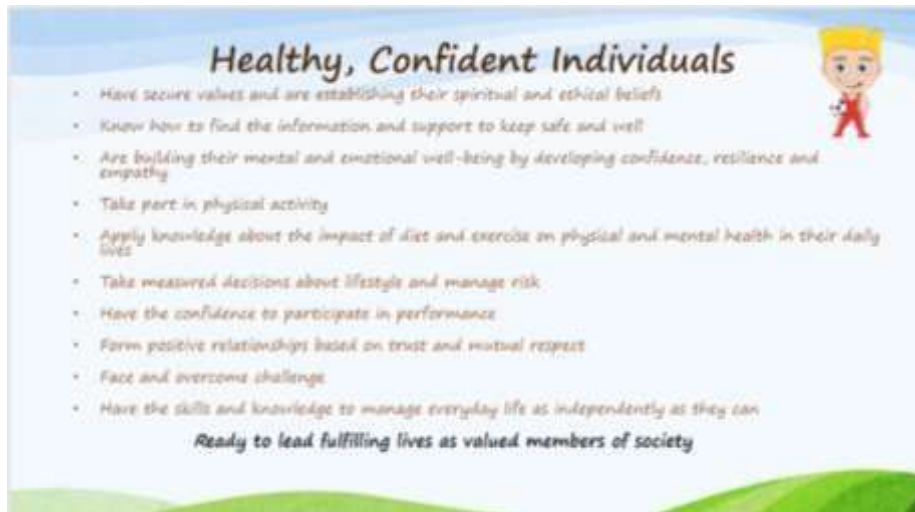 Healthy, Confident Individuals
• Have secure values and are establishing their spiritual and ethical beliefs
• Know how to find the information and support to keep safe and well
• Are building their mental and emotional well-being by developing confidence, resilience and
empathy
• Take part in physical activity
• Apply knowledge about the impact of diet and exercise on physical and mental health in their daily
lives
• Take measured decisions about lifestyle and manage risk
• Have the confidence to participate in performance
• Form positive relationships based on trust and mutual respect
• Face and overcome challenge
• Have the skills and knowledge to manage everyday life as independently as they can
Ready to lead fulfilling lives as valued members of society